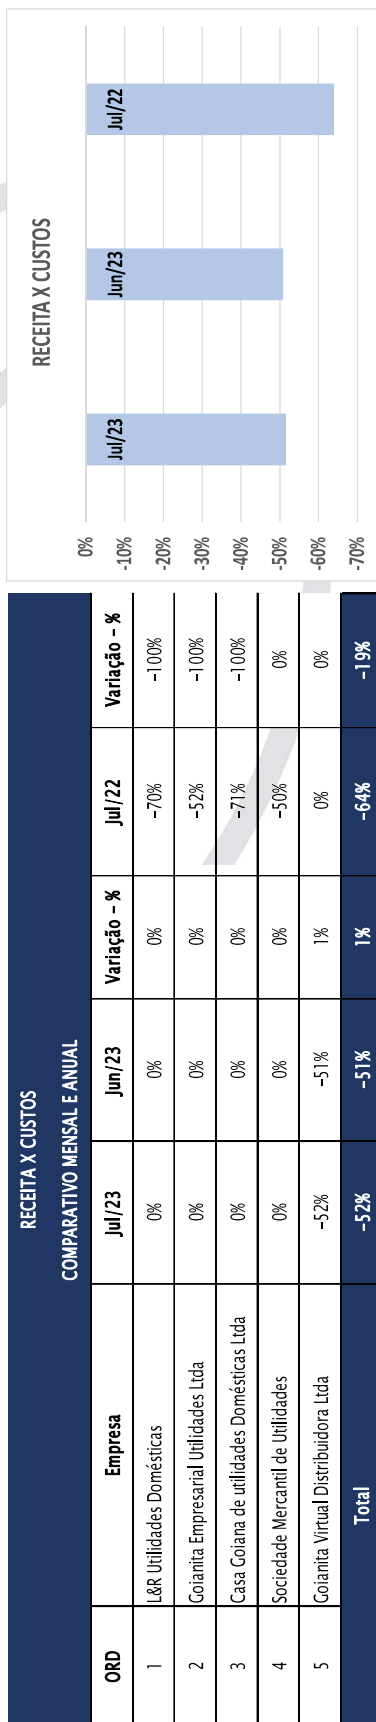 RECEITA X CUSTOS
COMPARATIVO MENSAL E ANUAL
ORD Empresa Jul/23 Jun/23 Variação – % Jul/22 Variação – %
1 L&R Utilidades Domésticas 0% 0% 0% –70% –100%
2 Goianita Empresarial Utilidades Ltda 0% 0% 0% –52% –100%
3 Casa Goiana de utilidades Domésticas Ltda 0% 0% 0% –71% –100%
4 Sociedade Mercantil de Utilidades 0% 0% 0% –50% 0%
5 Goianita Virtual Distribuidora Ltda –52% –51% 1% 0% 0%
Total –52% –51% 1% –64% –19%
RECEITA X CUSTOS
0%
-10%
-20%
-30%
-40%
-50%
-60%
-70%
Jul/23 Jun/23 Jul/22